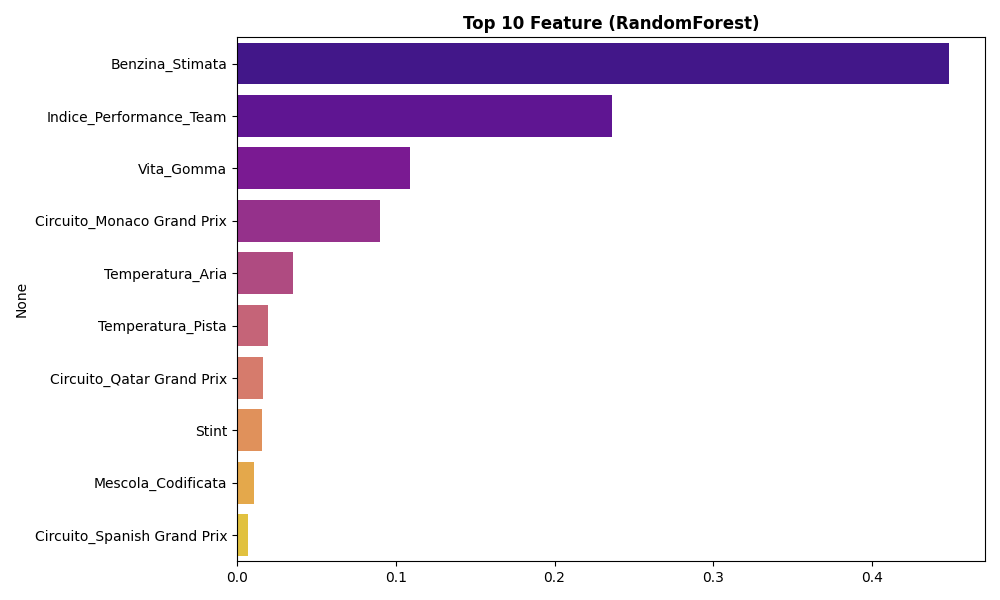 Top 10 Feature (RandomForest)
Benzina_Stimata
Indice_Performance_Team
Vita_Gomma
Circuito_Monaco Grand Prix
Temperatura_Aria
Temperatura_Pista
Circuito_Qatar Grand Prix
Stint
Mescola_Codificata
Circuito_Spanish Grand Prix
None
0.0 0.1 0.2 0.3 0.4